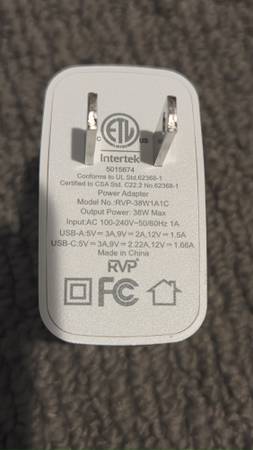 ETL
C US
Intertek
5015674
Conforms to UL Std.62368-1
Certified to CSA Std. C22.2 No.62368-1
Power Adapter
Model No.:RVP-38W1A1C
Output Power: 38W Max
Input:AC 100-240V~50/60Hz 1A
USB-A:5V⎓3A,9V⎓2A,12V⎓1.5A
USB-C:5V⎓3A,9V⎓2.22A,12V⎓1.66A
Made in China
RVP+
FC